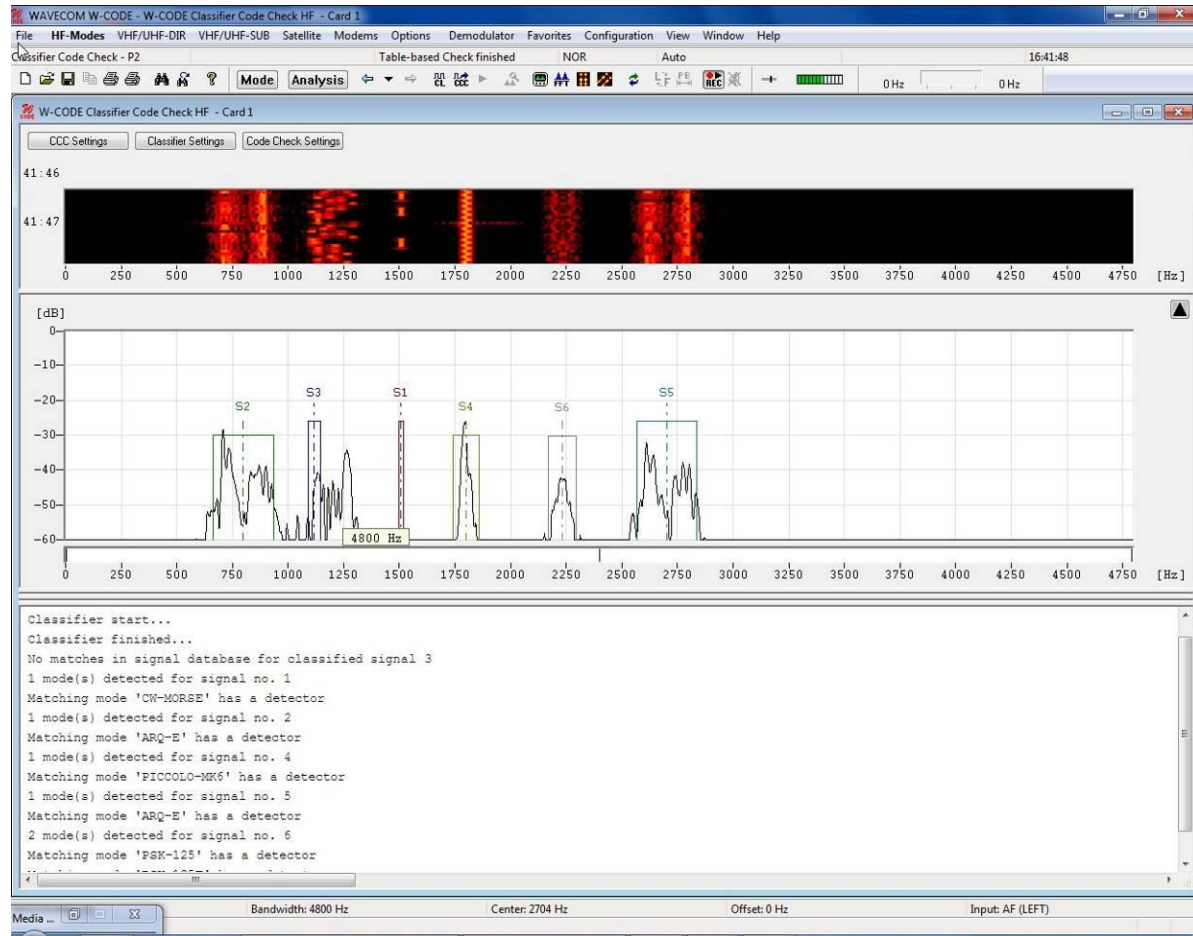 WAVECOM W-CODE - W-CODE Classifier Code Check HF - Card 1
File HF-Modes VHF/UHF-DIR VHF/UHF-SUB Satellite Modems Options Demodulator Favorites Configuration View Window Help
Classifier Code Check - P2 Table-based Check finished NOR Auto 16:41:48
Mode Analysis CL CCC PB REC 0 Hz 0 Hz
W-CODE Classifier Code Check HF - Card 1
CCC Settings Classifier Settings Code Check Settings
41:46
41:47
0 250 500 750 1000 1250 1500 1750 2000 2250 2500 2750 3000 3250 3500 3750 4000 4250 4500 4750 [Hz]
[dB]
0
-10
S3 S1 S5
-20
S2 S4 S6
-30
-40
-50
-60
4800 Hz
0 250 500 750 1000 1250 1500 1750 2000 2250 2500 2750 3000 3250 3500 3750 4000 4250 4500 4750 [Hz]
Classifier start...
Classifier finished...
No matches in signal database for classified signal 3
1 mode(s) detected for signal no. 1
Matching mode 'CW-MORSE' has a detector
1 mode(s) detected for signal no. 2
Matching mode 'ARQ-E' has a detector
1 mode(s) detected for signal no. 4
Matching mode 'PICCOLO-MK6' has a detector
1 mode(s) detected for signal no. 5
Matching mode 'ARQ-E' has a detector
2 mode(s) detected for signal no. 6
Matching mode 'PSK-125' has a detector
Media ... Bandwidth: 4800 Hz Center: 2704 Hz Offset: 0 Hz Input: AF (LEFT)